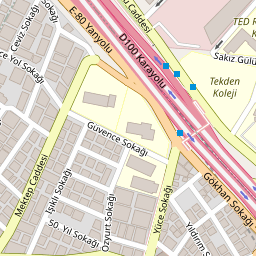 E.80 Yanyolu
Caddesi
D100 Karayolu
TED R
Kolej
Sakız Gülü
Tekden
Koleji
Ceviz Sokağı
Yol Sokağı
Güvence Sokağı
Mektep Caddesi
Işıklı Sokağı
50. Yıl Sokağı
Özyurt Sokağı
Yüce Sokağı
Yıldırım S
Gökhan Sokağı